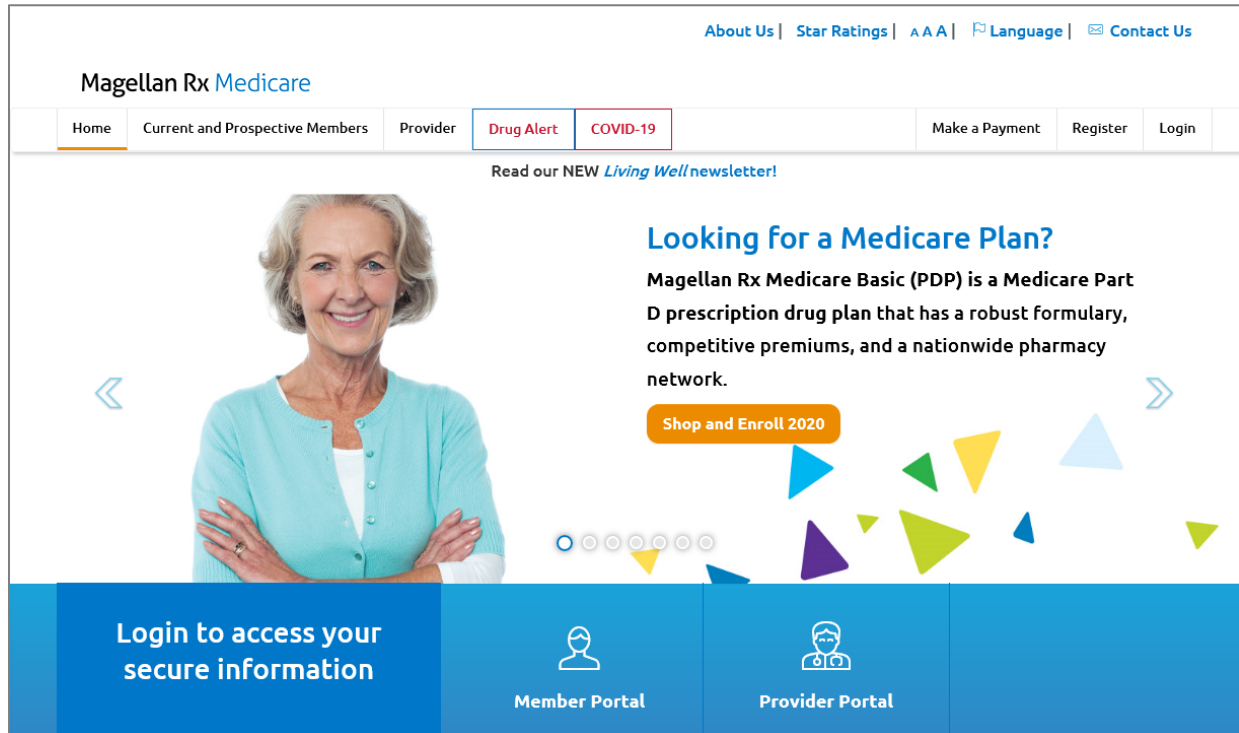 About Us | Star Ratings | A A A | Language | Contact Us
Magellan Rx Medicare
Home Current and Prospective Members Provider Drug Alert COVID-19 Make a Payment Register Login
Read our NEW Living Well newsletter!
Looking for a Medicare Plan?
Magellan Rx Medicare Basic (PDP) is a Medicare Part
D prescription drug plan that has a robust formulary,
competitive premiums, and a nationwide pharmacy
network.
Shop and Enroll 2020
Login to access your
secure information
Member Portal Provider Portal